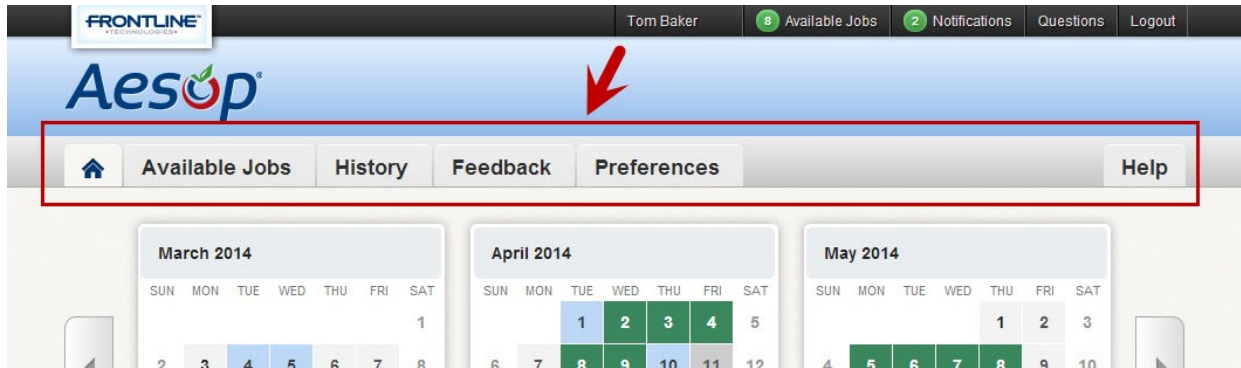 FRONTLINE
TECHNOLOGIES
Tom Baker 8 Available Jobs 2 Notifications Questions Logout
Aesop®
Available Jobs History Feedback Preferences Help
March 2014 April 2014 May 2014
SUN MON TUE WED THU FRI SAT SUN MON TUE WED THU FRI SAT SUN MON TUE WED THU FRI SAT
1 1 2 3 4 5 1 2 3
2 3 4 5 6 7 8 6 7 8 9 10 11 12 4 5 6 7 8 9 10